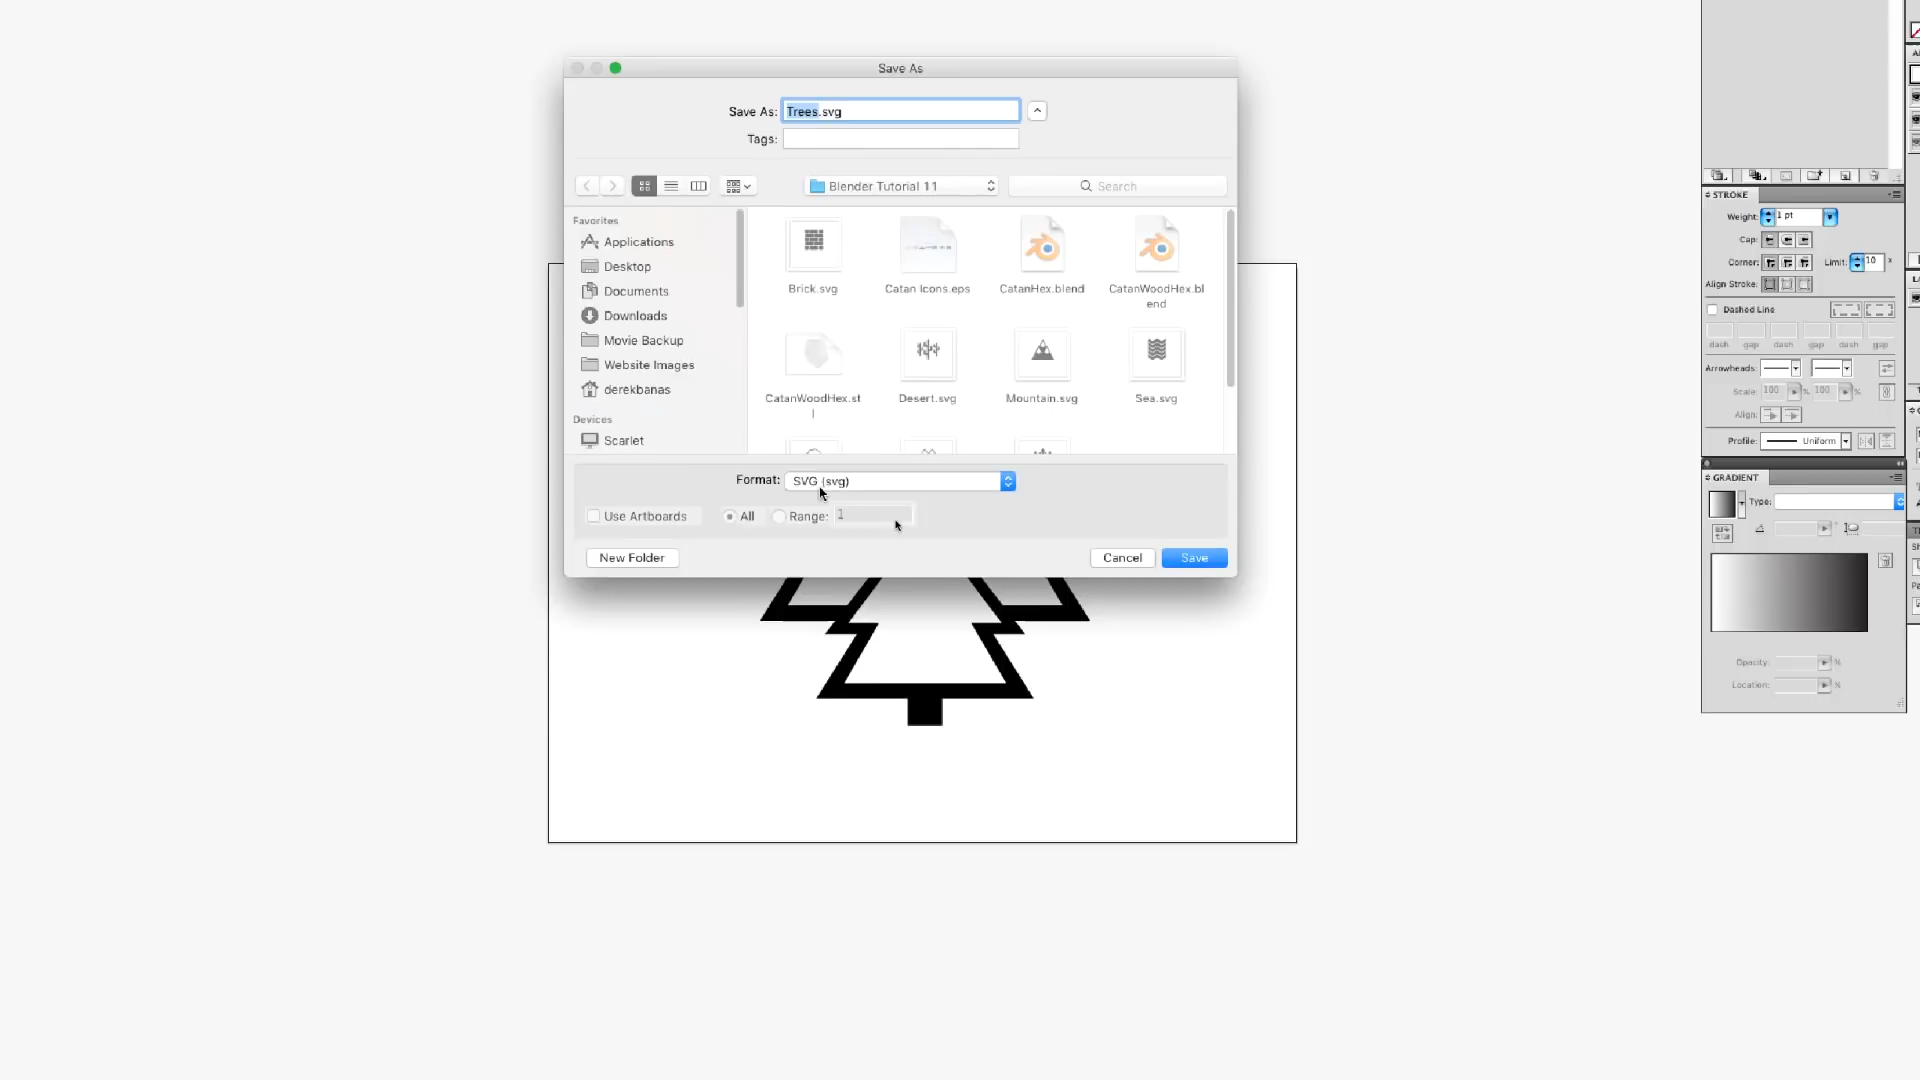 Save As
Save As: Trees.svg
Tags:
Blender Tutorial 11
Search
Favorites
Applications
Desktop
Documents
Downloads
Movie Backup
Website Images
derekbanas
Devices
Scarlet
Brick.svg
Catan Icons.eps
CatanHex.blend
CatanWoodHex.bl
end
CatanWoodHex.st
l
Desert.svg
Mountain.svg
Sea.svg
Format: SVG (svg)
Use Artboards
All
Range: 1
New Folder
Cancel
Save
STROKE
Weight: 1 pt
Cap:
Corner:
Limit: 10 x
Align Stroke:
Dashed Line
dash gap dash gap dash gap
Arrowheads:
Scale: 100 % 100 %
Align:
Profile: Uniform
GRADIENT
Type:
Opacity: %
Location: %